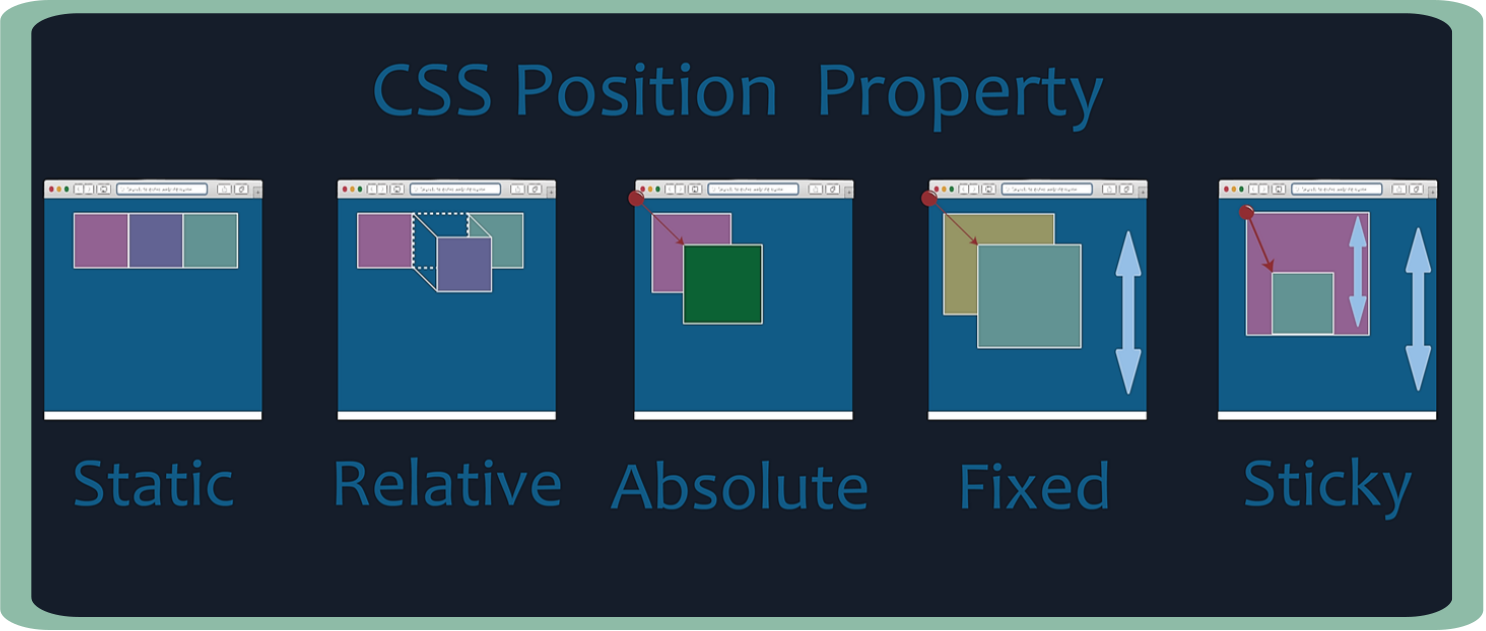 CSS Position Property
Static
Relative
Absolute
Fixed
Sticky